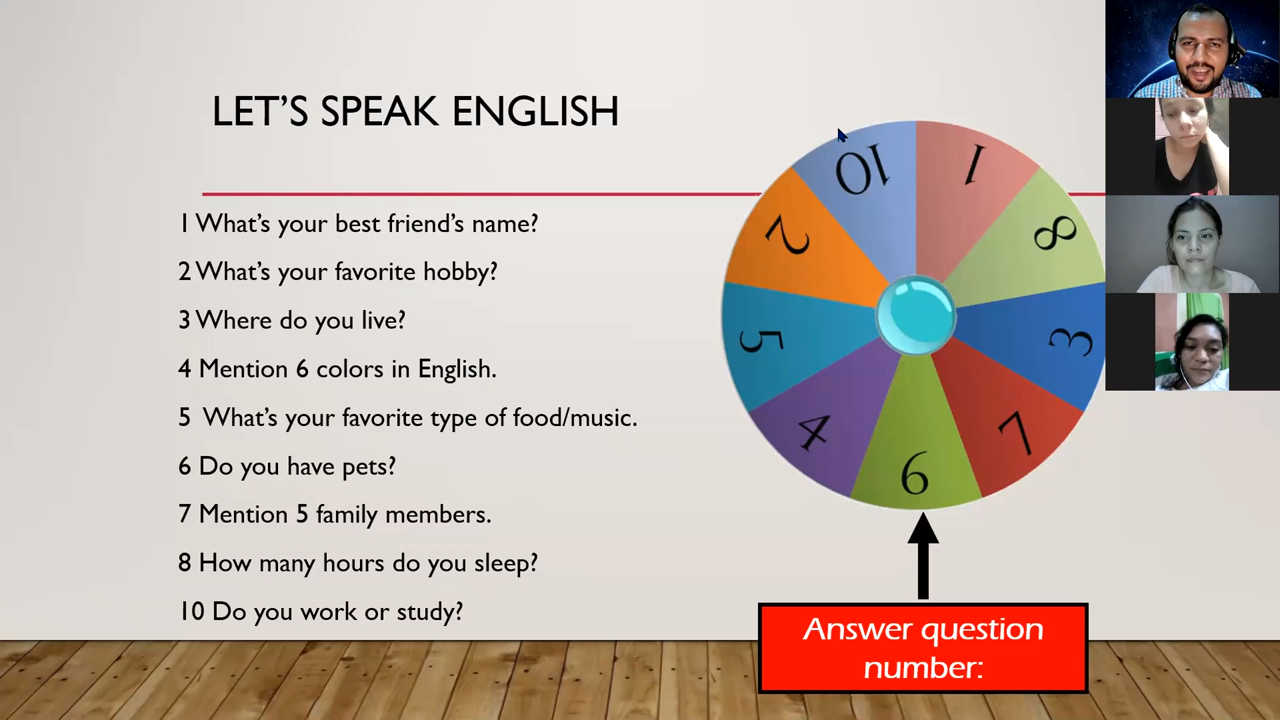 LET’S SPEAK ENGLISH
1 What’s your best friend’s name?
2 What’s your favorite hobby?
3 Where do you live?
4 Mention 6 colors in English.
5 What’s your favorite type of food/music.
6 Do you have pets?
7 Mention 5 family members.
8 How many hours do you sleep?
10 Do you work or study?
10
1
8
3
7
6
4
5
2
Answer question
number: